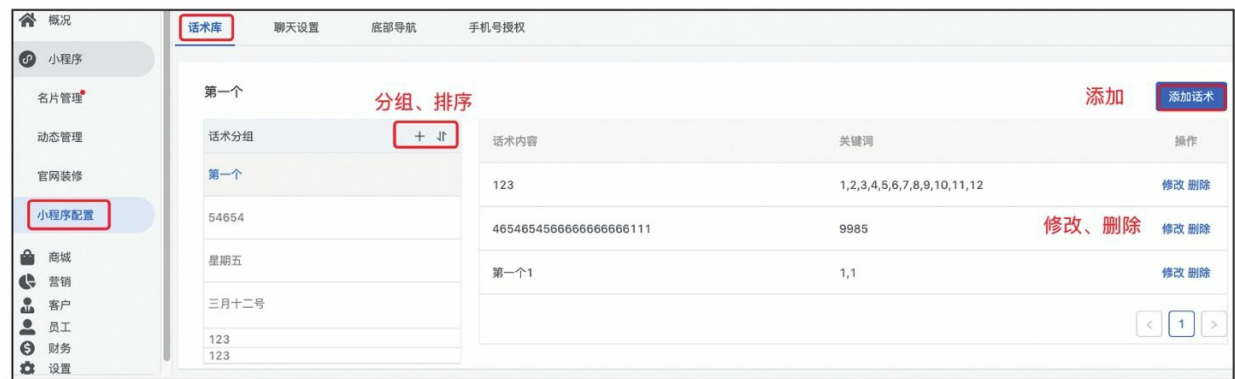 概况
小程序
名片管理
动态管理
官网装修
小程序配置
商城
营销
客户
员工
财务
设置
话术库 聊天设置 底部导航 手机号授权
第一个
分组、排序
添加 添加话术
话术分组
第一个
54654
星期五
三月十二号
123
123
话术内容 关键词 操作
123 1,2,3,4,5,6,7,8,9,10,11,12 修改 删除
4654654566666666666111 9985 修改、删除 修改 删除
第一个1 1,1 修改 删除
1